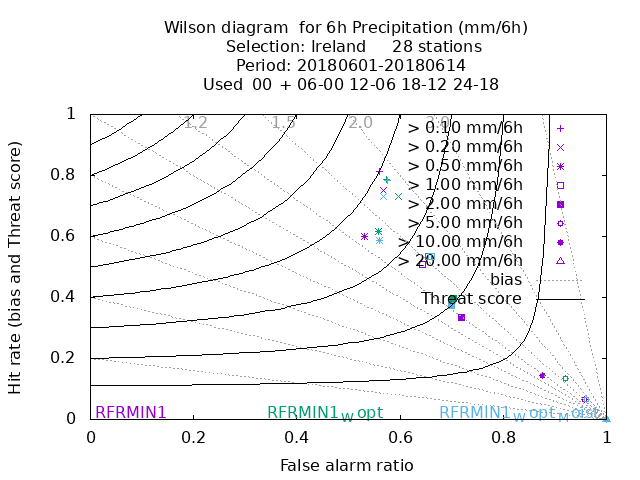 Wilson diagram  for 6h Precipitation (mm/6h)
Selection: Ireland     28 stations
Period: 20180601-20180614
Used  00  + 06-00 12-06 18-12 24-18
1.2 1.5 2.0 3.0
> 0.10 mm/6h
> 0.20 mm/6h
> 0.50 mm/6h
> 1.00 mm/6h
> 2.00 mm/6h
> 5.00 mm/6h
> 10.00 mm/6h
> 20.00 mm/6h
bias
Threat score
1
0.8
0.6
0.4
0.2
0
Hit rate (bias and Threat score)
RFRMIN1 RFRMIN1_W opt RFRMIN1_W opt_M
0 0.2 0.4 0.6 0.8 1
False alarm ratio